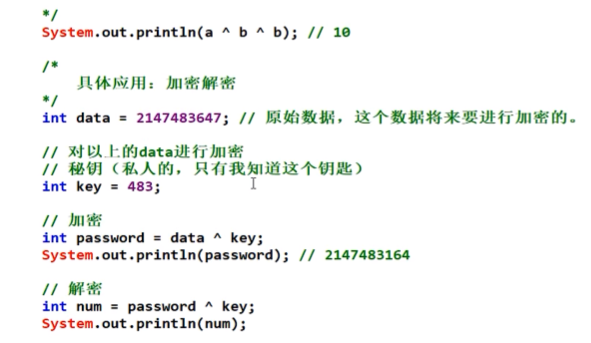 */
System.out.println(a ^ b ^ b); // 10
/*
具体应用：加密解密
*/
int data = 2147483647; // 原始数据，这个数据将来要进行加密的。
// 对以上的data进行加密
// 秘钥（私人的，只有我知道这个钥匙）
int key = 483;
// 加密
int password = data ^ key;
System.out.println(password); // 2147483164
// 解密
int num = password ^ key;
System.out.println(num);